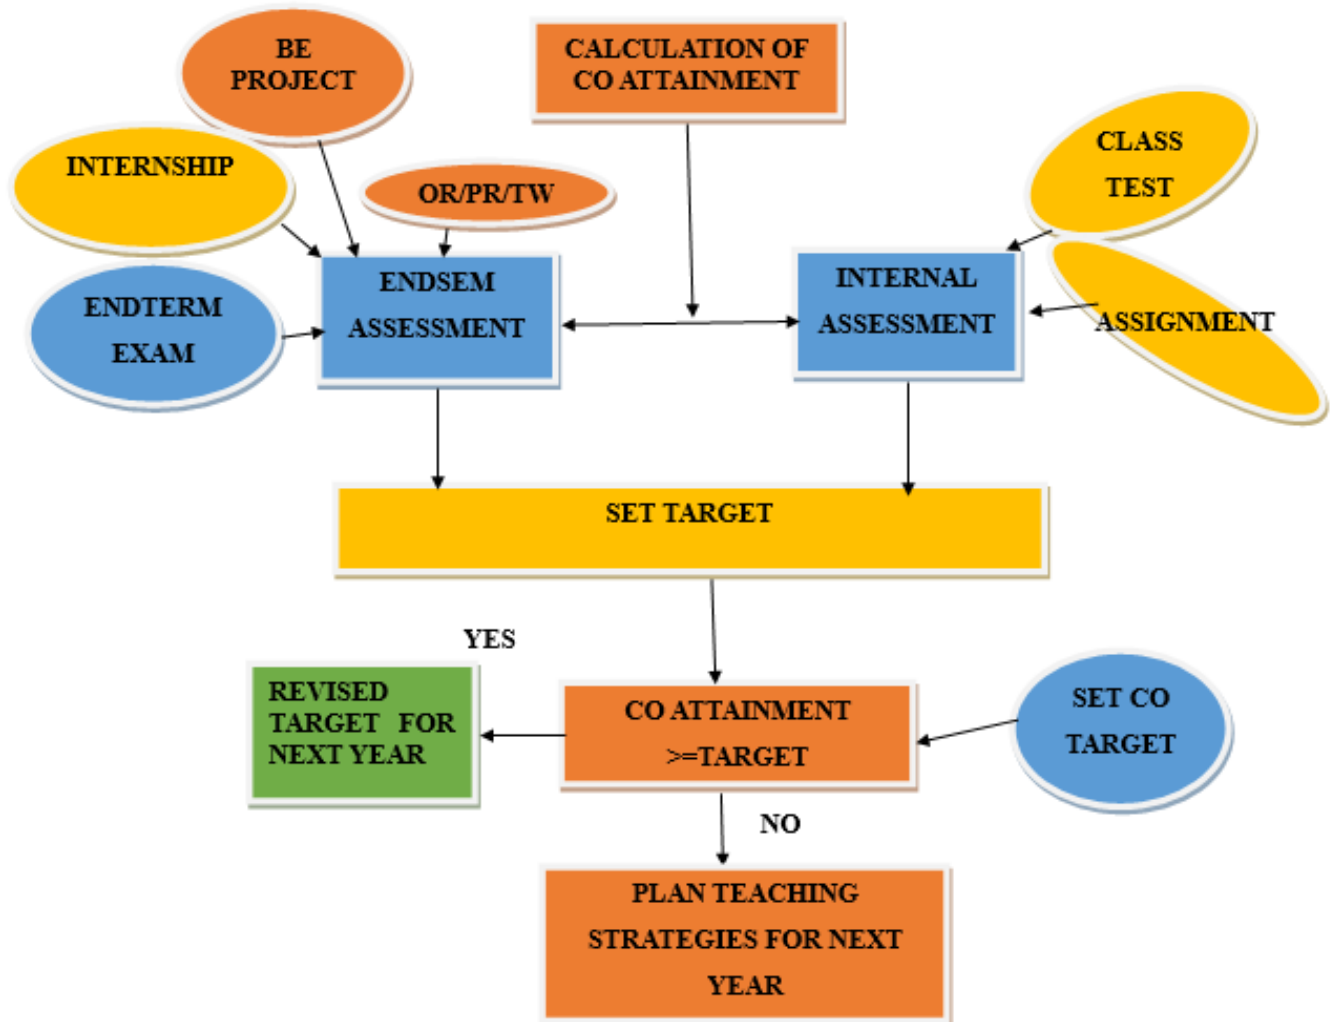 BE
PROJECT
CALCULATION OF
CO ATTAINMENT
INTERNSHIP
OR/PR/TW
CLASS
TEST
ENDTERM
EXAM
ENDSEM
ASSESSMENT
INTERNAL
ASSESSMENT
ASSIGNMENT
SET TARGET
YES
REVISED
TARGET FOR
NEXT YEAR
CO ATTAINMENT
>=TARGET
SET CO
TARGET
NO
PLAN TEACHING
STRATEGIES FOR NEXT
YEAR